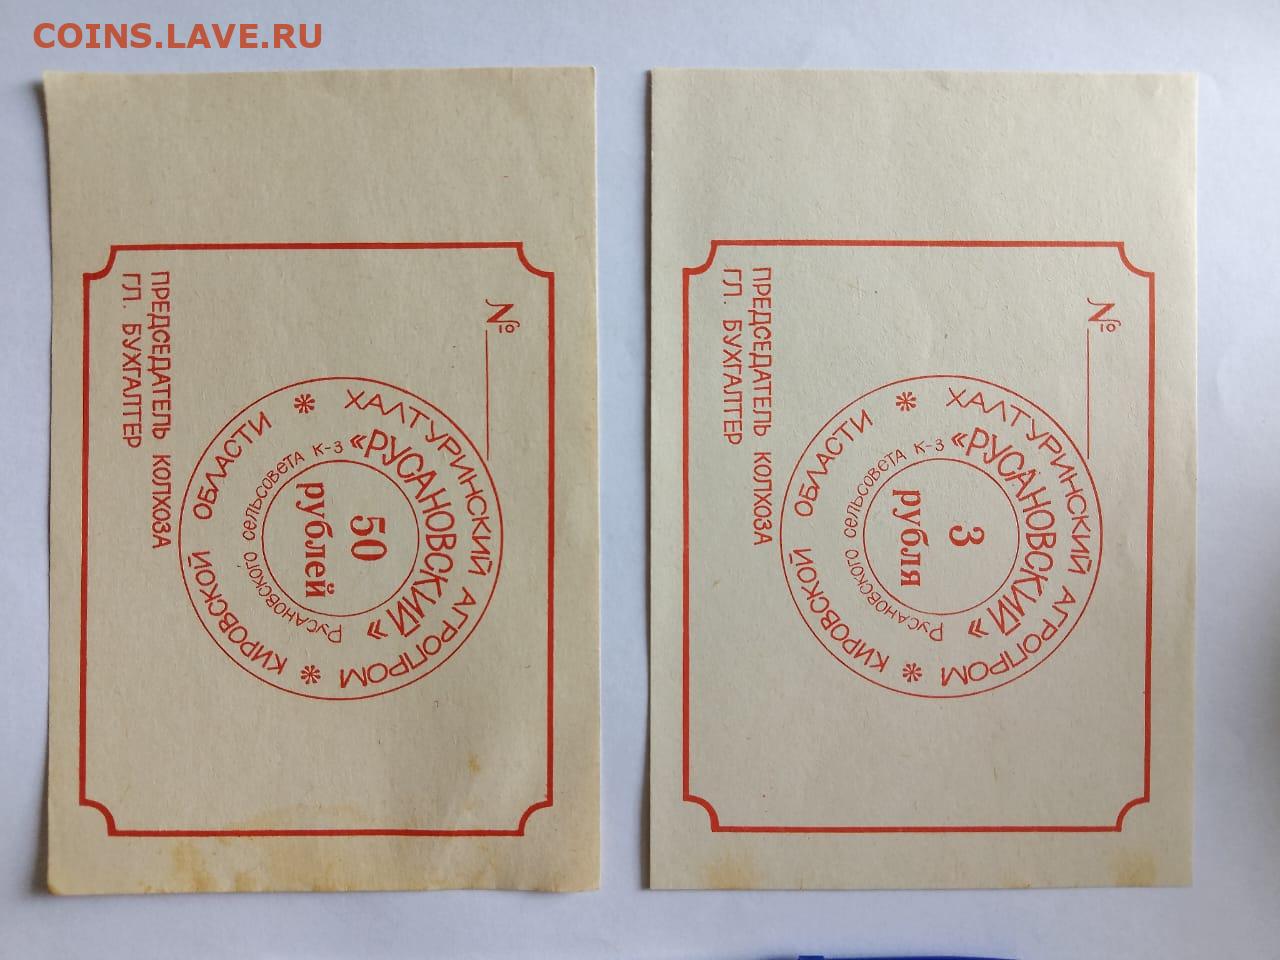 COINS.LAVE.RU
№
ХАЛТУРИНСКИЙ АГРОПРОМ
* КИРОВСКОЙ ОБЛАСТИ *
«РУСАНОВСКИЙ»
Русановского сельсовета к-з
50
рублей
ПРЕДСЕДАТЕЛЬ КОЛХОЗА
ГЛ. БУХГАЛТЕР
№
ХАЛТУРИНСКИЙ АГРОПРОМ
* КИРОВСКОЙ ОБЛАСТИ *
«РУСАНОВСКИЙ»
Русановского сельсовета к-з
3
рубля
ПРЕДСЕДАТЕЛЬ КОЛХОЗА
ГЛ. БУХГАЛТЕР